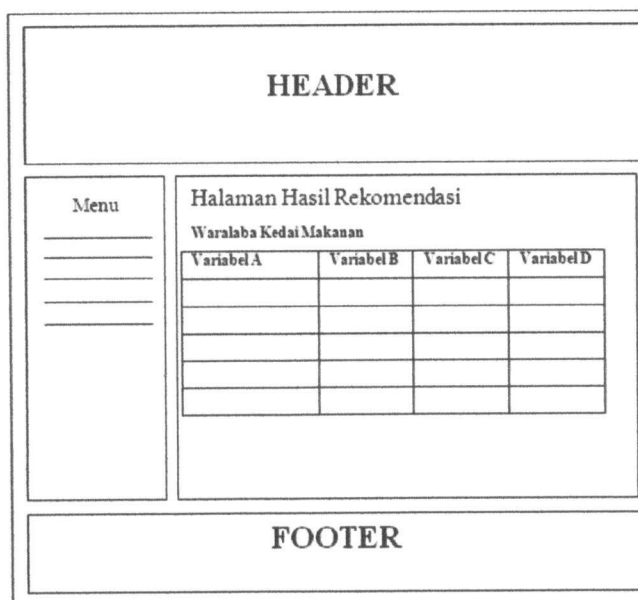 HEADER
Menu
Halaman Hasil Rekomendasi
Waralaba Kedai Makanan
Variabel A Variabel B Variabel C Variabel D
FOOTER